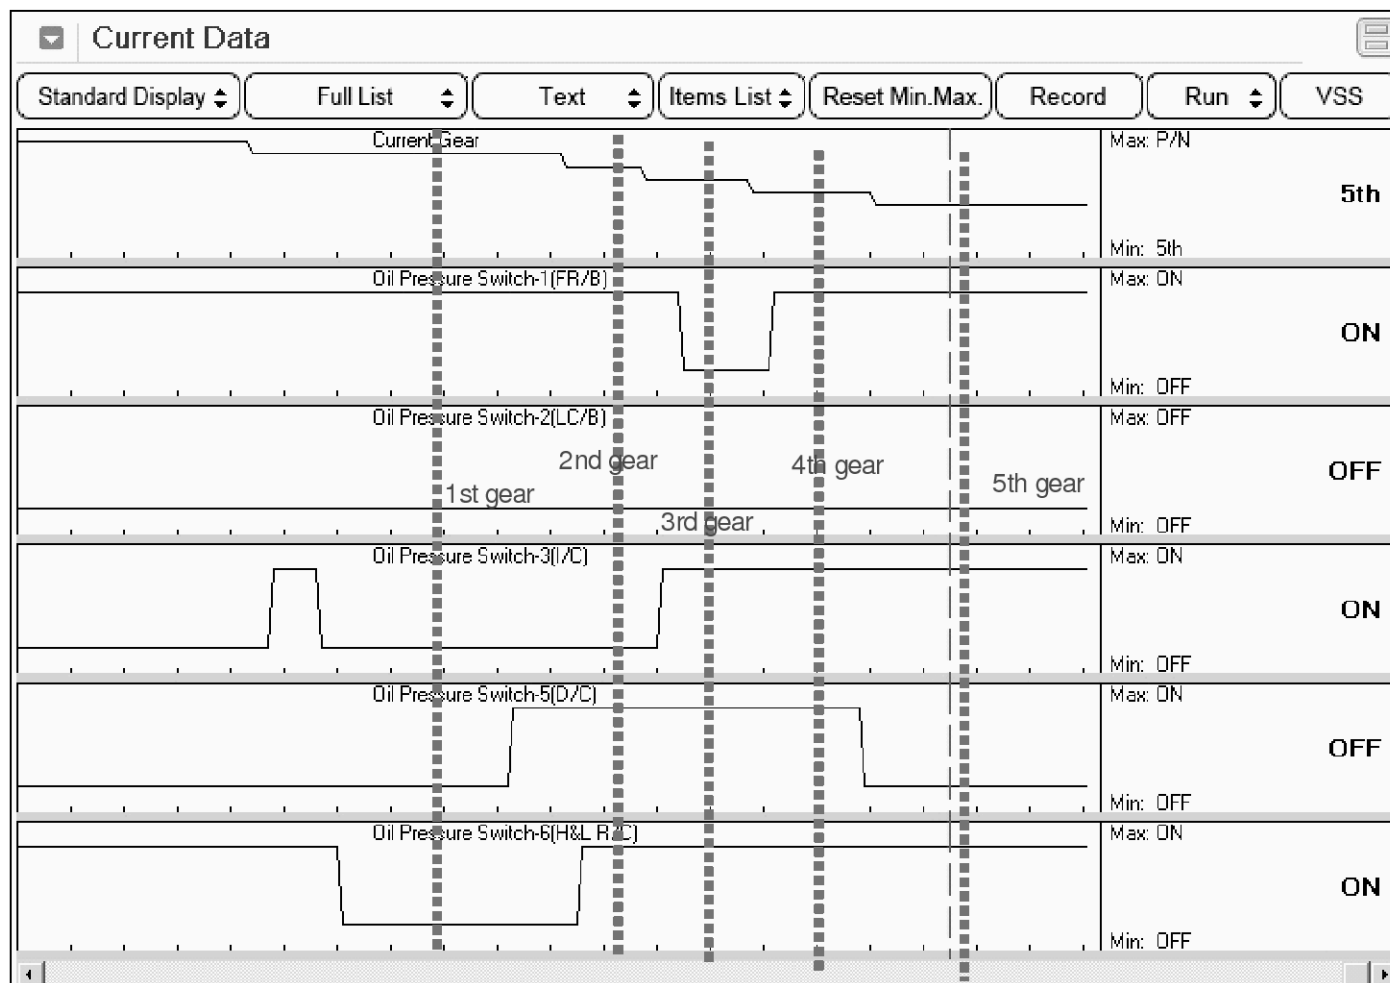 Current Data
Standard Display Full List Text Items List Reset Min.Max. Record Run VSS
Current Gear Max: P/N
5th
Min: 5th
Oil Pressure Switch-1(FR/B) Max: ON
ON
Min: OFF
Oil Pressure Switch-2(LC/B) Max: OFF
2nd gear 4th gear OFF
1st gear 5th gear
3rd gear Min: OFF
Oil Pressure Switch-3(I/C) Max: ON
ON
Min: OFF
Oil Pressure Switch-5(D/C) Max: ON
OFF
Min: OFF
Oil Pressure Switch-6(H&L R/C) Max: ON
ON
Min: OFF